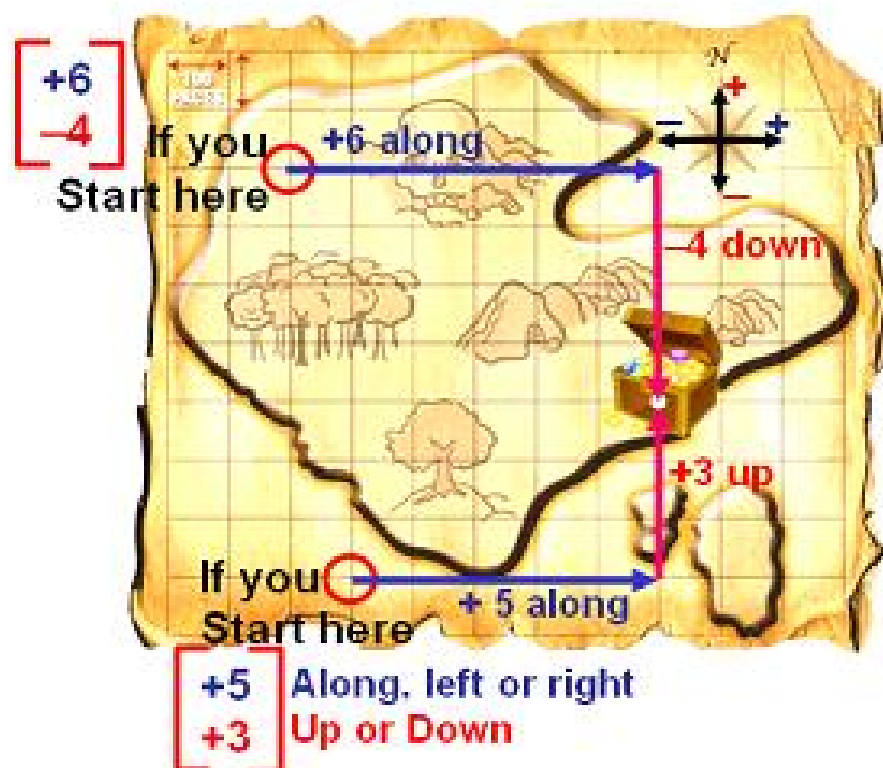 +6
–4
If you
Start here
+6 along
N
+
– +
–
–4 down
+3 up
If you
Start here
+ 5 along
+5 Along, left or right
+3 Up or Down